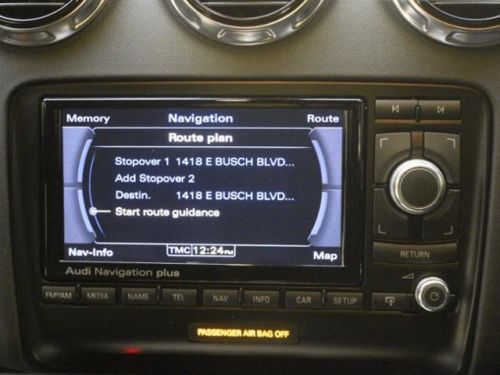 Memory Navigation Route
Route plan
Stopover 1 1418 E BUSCH BLVD...
Add Stopover 2
Destin. 1418 E BUSCH BLVD...
Start route guidance
Nav-Info TMC 12:24PM Map
Audi Navigation plus
RETURN
FM/AM MEDIA NAME TEL NAV INFO CAR SETUP
PASSENGER AIR BAG OFF